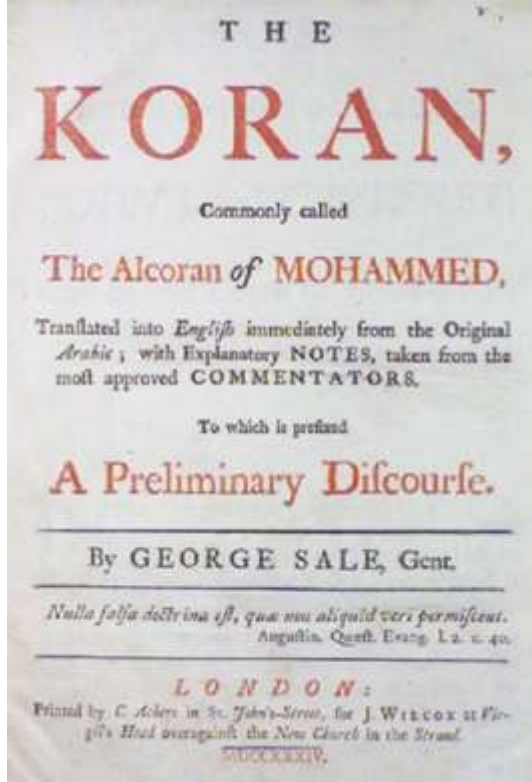 THE
KORAN,
Commonly called
The Alcoran of MOHAMMED,
Tranſlated into Engliſh immediately from the Original
Arabic; with Explanatory NOTES, taken from the
moſt approved COMMENTATORS.
To which is prefixed
A Preliminary Diſcourſe.
By GEORGE SALE, Gent.
Nulla falſa doctrina eſt, quæ non aliquid veri permiſceat.
Auguſtin. Quæſt. Evang. l. 2. c. 40.
LONDON:
Printed by C. Ackers in St. John's-Street, for J. WILCOX at Vir-
gil's Head overagainſt the New Church in the Strand.
MDCCXXXIV.